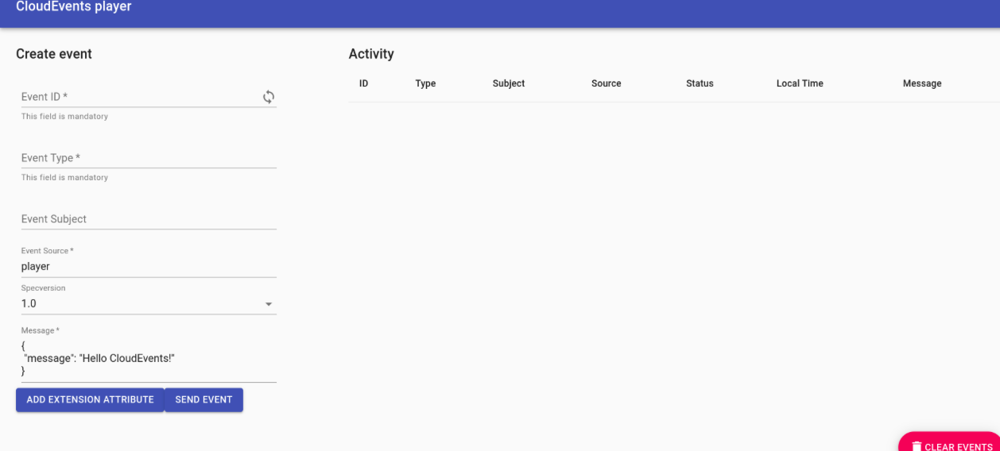 CloudEvents player
Create event
Event ID *
This field is mandatory
Event Type *
This field is mandatory
Event Subject
Event Source *
player
Specversion
1.0
Message *
{
"message": "Hello CloudEvents!"
}
ADD EXTENSION ATTRIBUTE SEND EVENT
Activity
ID Type Subject Source Status Local Time Message
CLEAR EVENTS